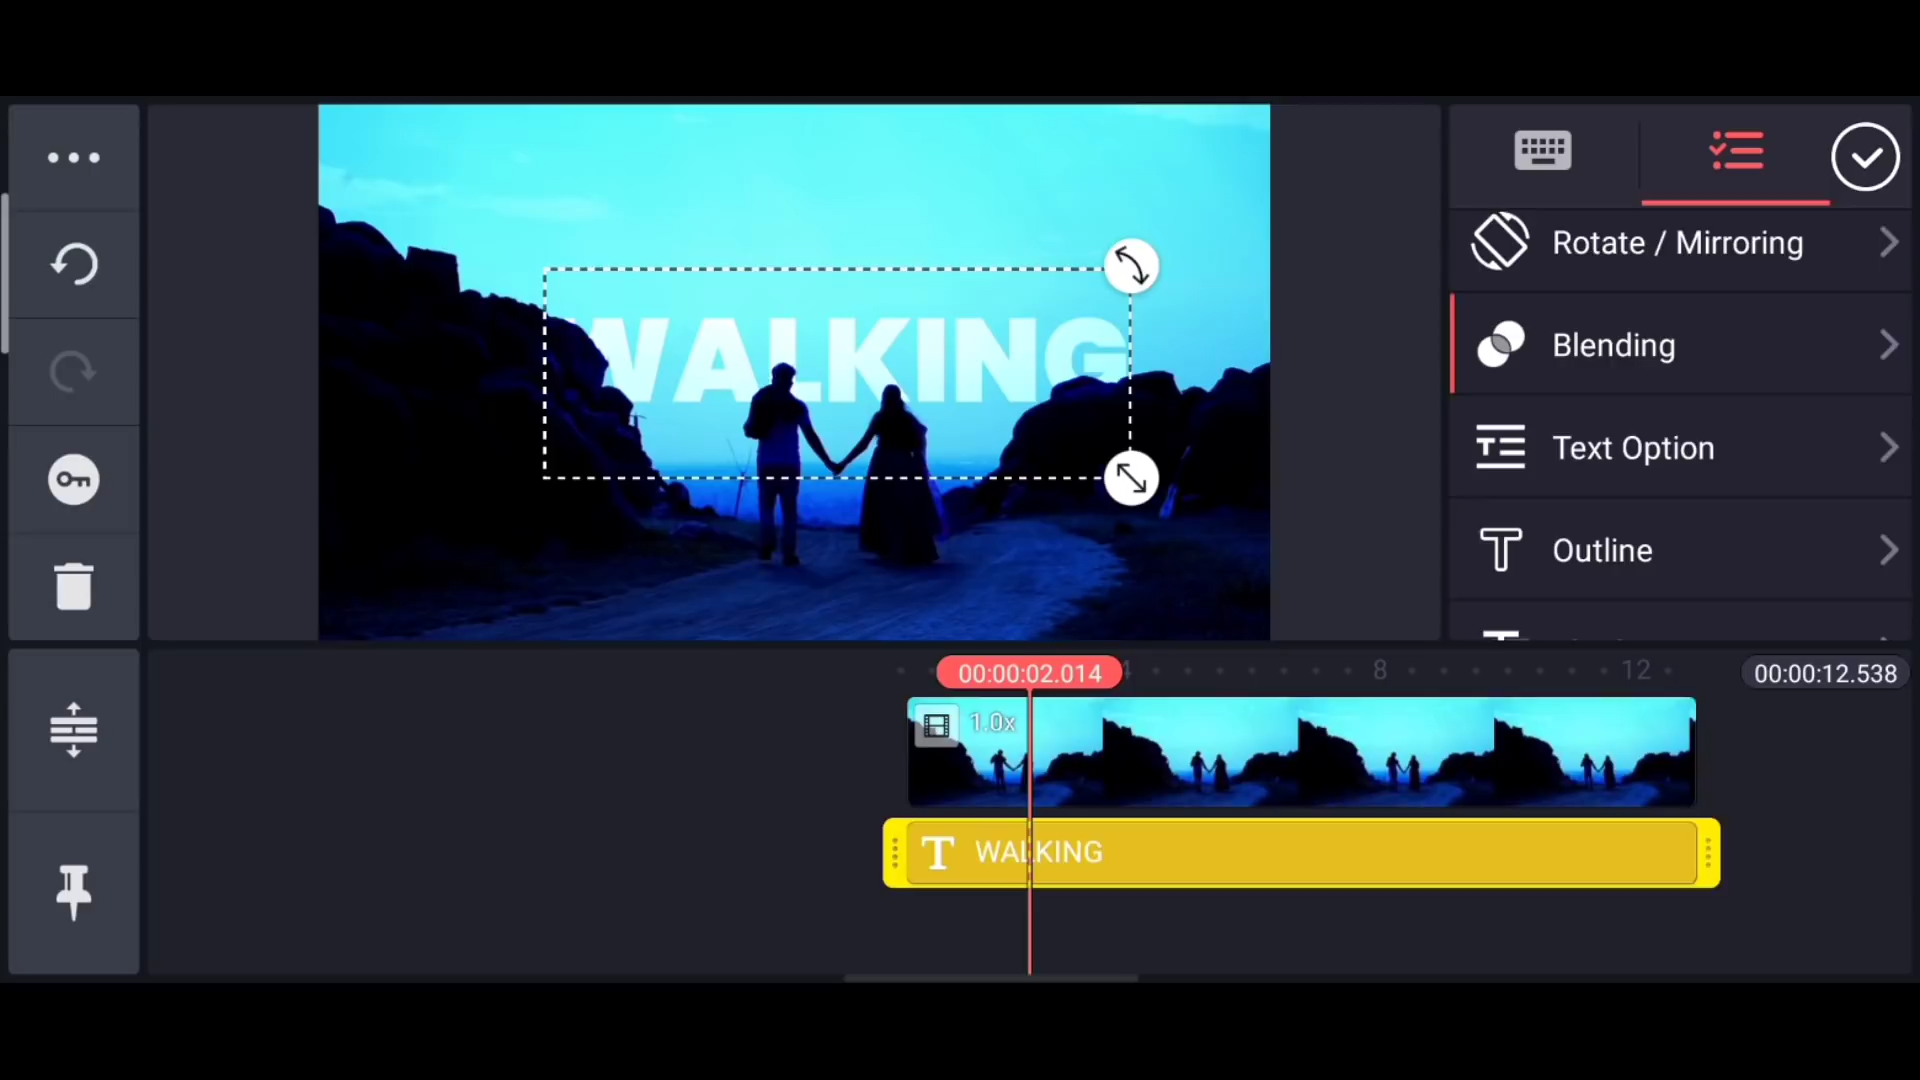 Rotate / Mirroring
WALKING
Blending
Text Option
Outline
00:00:02.014
4
8
12
00:00:12.538
1.0x
T WALKING